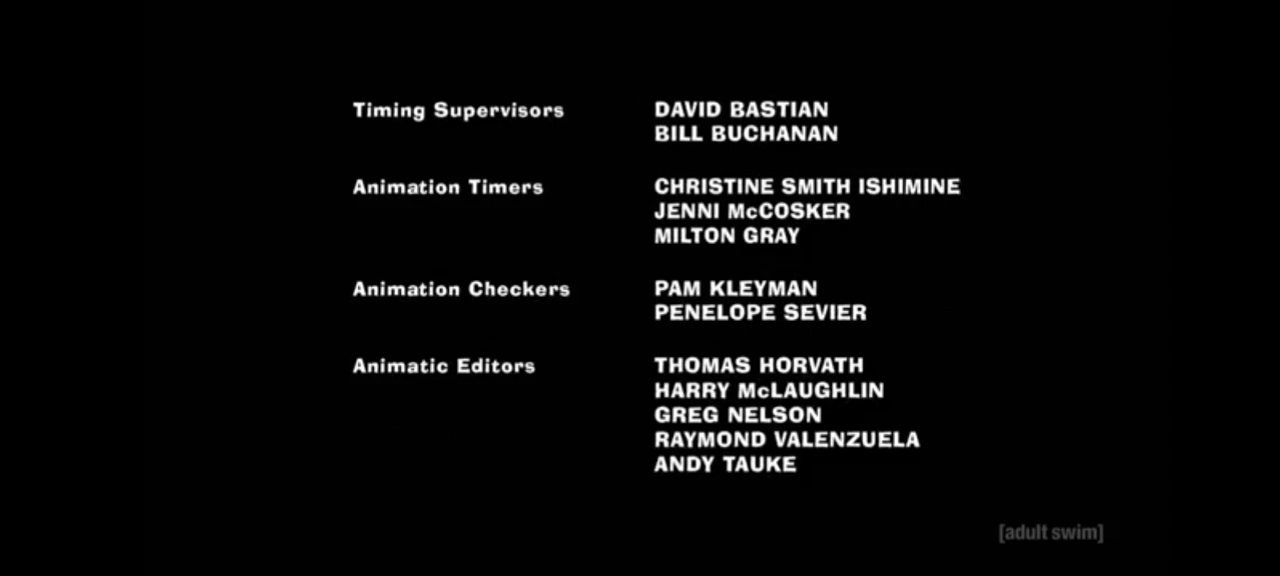 Timing Supervisors DAVID BASTIAN
BILL BUCHANAN
Animation Timers CHRISTINE SMITH ISHIMINE
JENNI McCOSKER
MILTON GRAY
Animation Checkers PAM KLEYMAN
PENELOPE SEVIER
Animatic Editors THOMAS HORVATH
HARRY McLAUGHLIN
GREG NELSON
RAYMOND VALENZUELA
ANDY TAUKE
[adult swim]